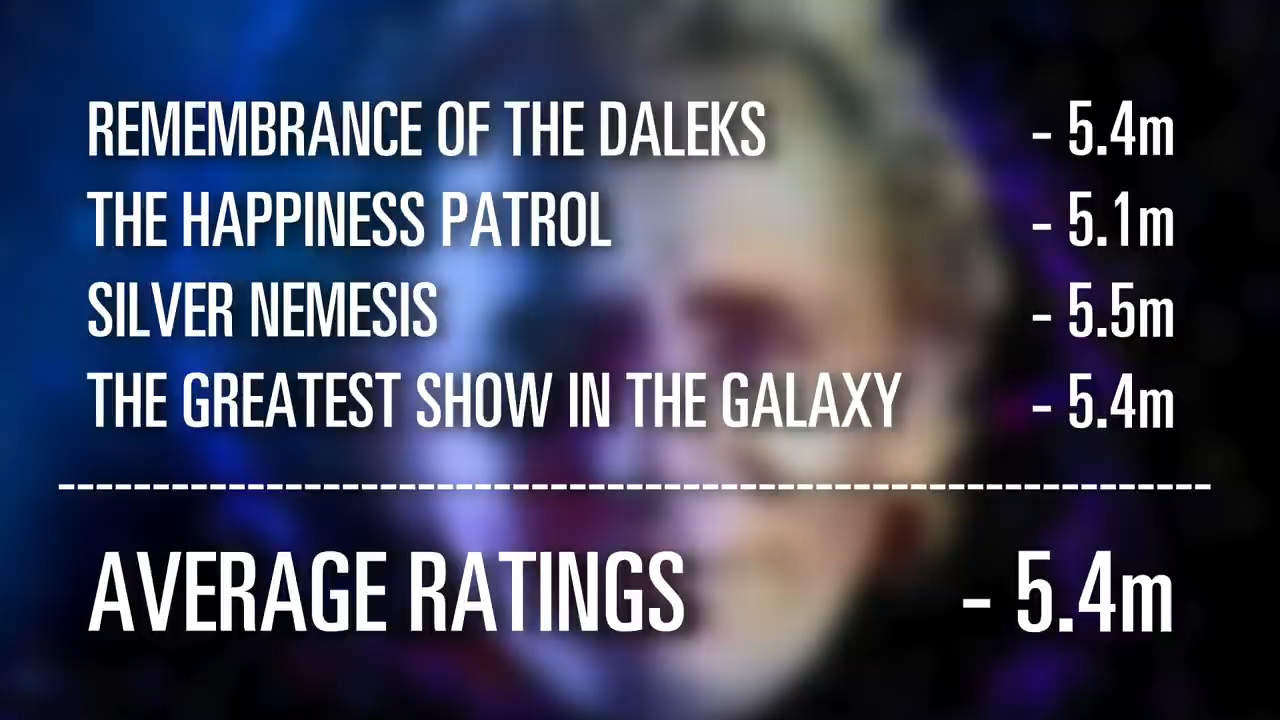 REMEMBRANCE OF THE DALEKS - 5.4m
THE HAPPINESS PATROL - 5.1m
SILVER NEMESIS - 5.5m
THE GREATEST SHOW IN THE GALAXY - 5.4m
AVERAGE RATINGS - 5.4m